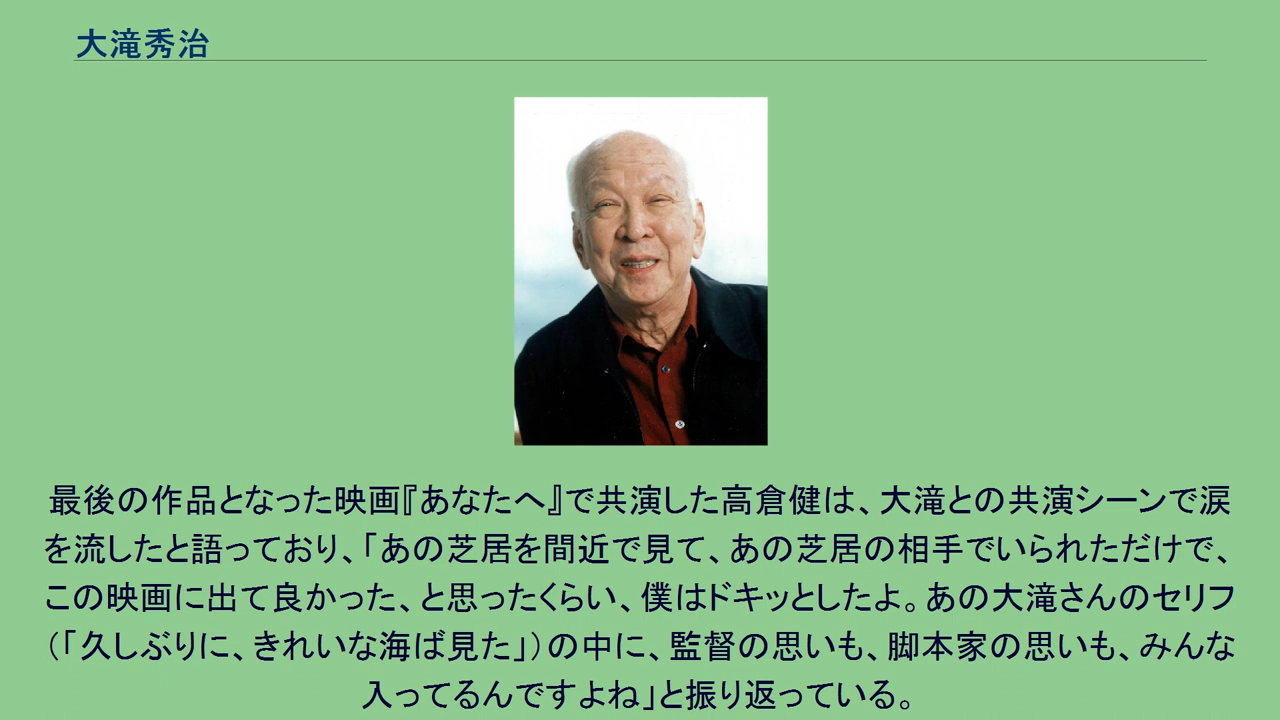 大滝秀治
最後の作品となった映画『あなたへ』で共演した高倉健は、大滝との共演シーンで涙
を流したと語っており、「あの芝居を間近で見て、あの芝居の相手でいられただけで、
この映画に出て良かった、と思ったくらい、僕はドキッとしたよ。あの大滝さんのセリフ
（「久しぶりに、きれいな海ば見た」）の中に、監督の思いも、脚本家の思いも、みんな
入ってるんですよね」と振り返っている。